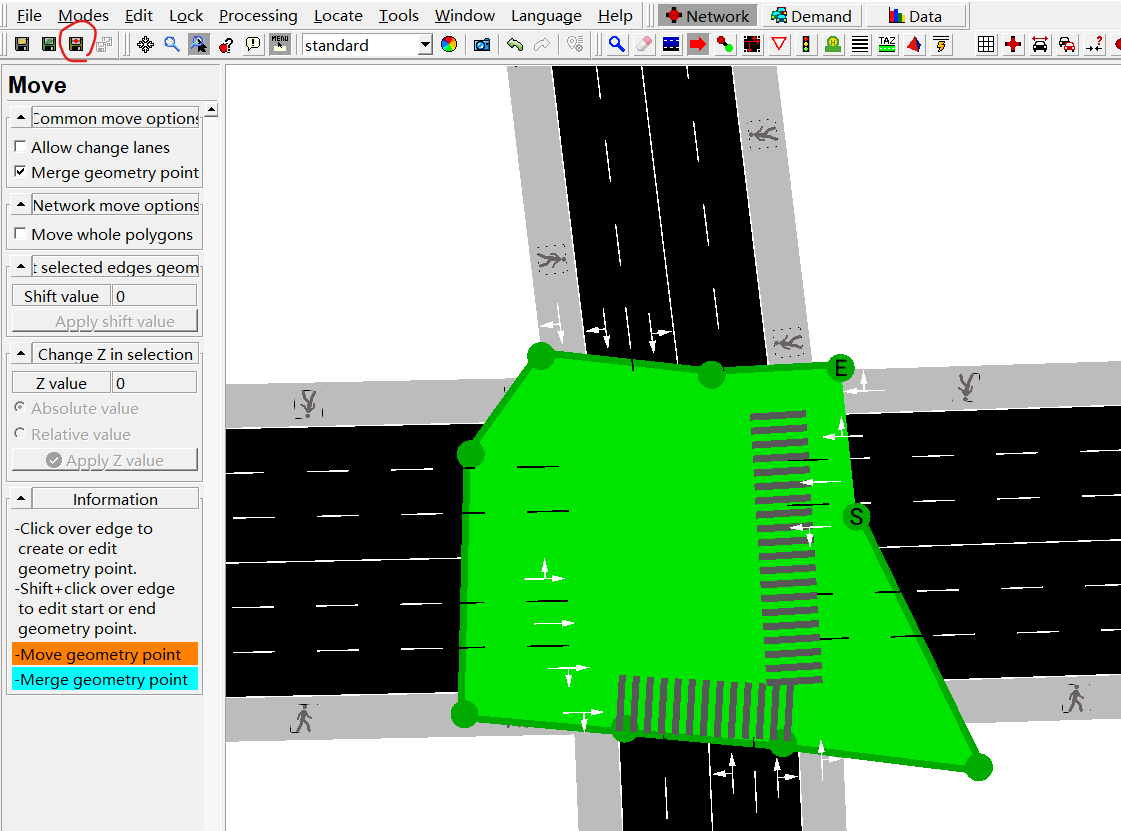 File Modes Edit Lock Processing Locate Tools Window Language Help Network Demand Data
MENU standard TAZ
Move
Common move options
Allow change lanes
Merge geometry point
Network move options
Move whole polygons
t selected edges geom
Shift value 0
Apply shift value
Change Z in selection
Z value 0
Absolute value
Relative value
Apply Z value
Information
-Click over edge to
create or edit
geometry point.
-Shift+click over edge
to edit start or end
geometry point.
-Move geometry point
-Merge geometry point
E
S